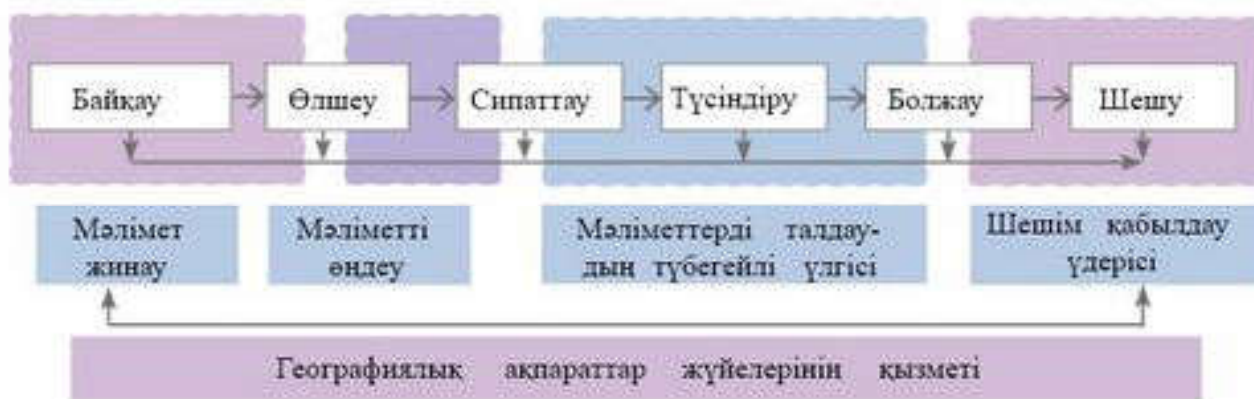 Байқау
Өлшеу
Сипаттау
Түсіндіру
Болжау
Шешу
Мәлімет
жинау
Мәліметті
өңдеу
Мәліметтерді талдау-
дың түбегейлі үлгісі
Шешім қабылдау
үдерісі
Географиялық ақпараттар жүйелерінің қызметі